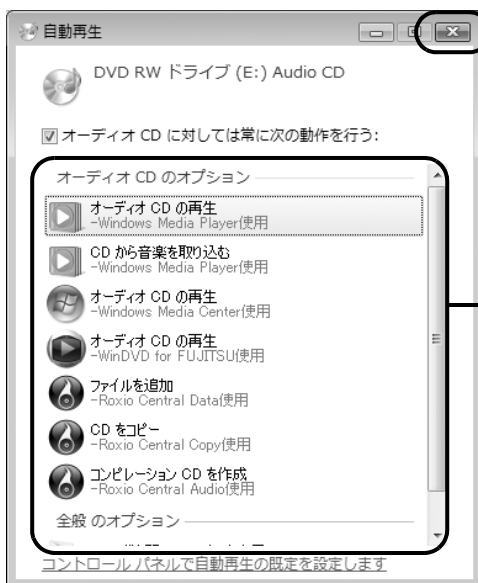 自動再生
DVD RW ドライブ (E:) Audio CD
オーディオ CD に対しては常に次の動作を行う:
オーディオ CD のオプション
オーディオ CD の再生
-Windows Media Player使用
CD から音楽を取り込む
-Windows Media Player使用
オーディオ CD の再生
-Windows Media Center使用
オーディオ CD の再生
-WinDVD for FUJITSU使用
ファイルを追加
-Roxio Central Data使用
CD をコピー
-Roxio Central Copy使用
コンピレーション CD を作成
-Roxio Central Audio使用
全般 のオプション
コントロール パネルで自動再生の既定を設定します